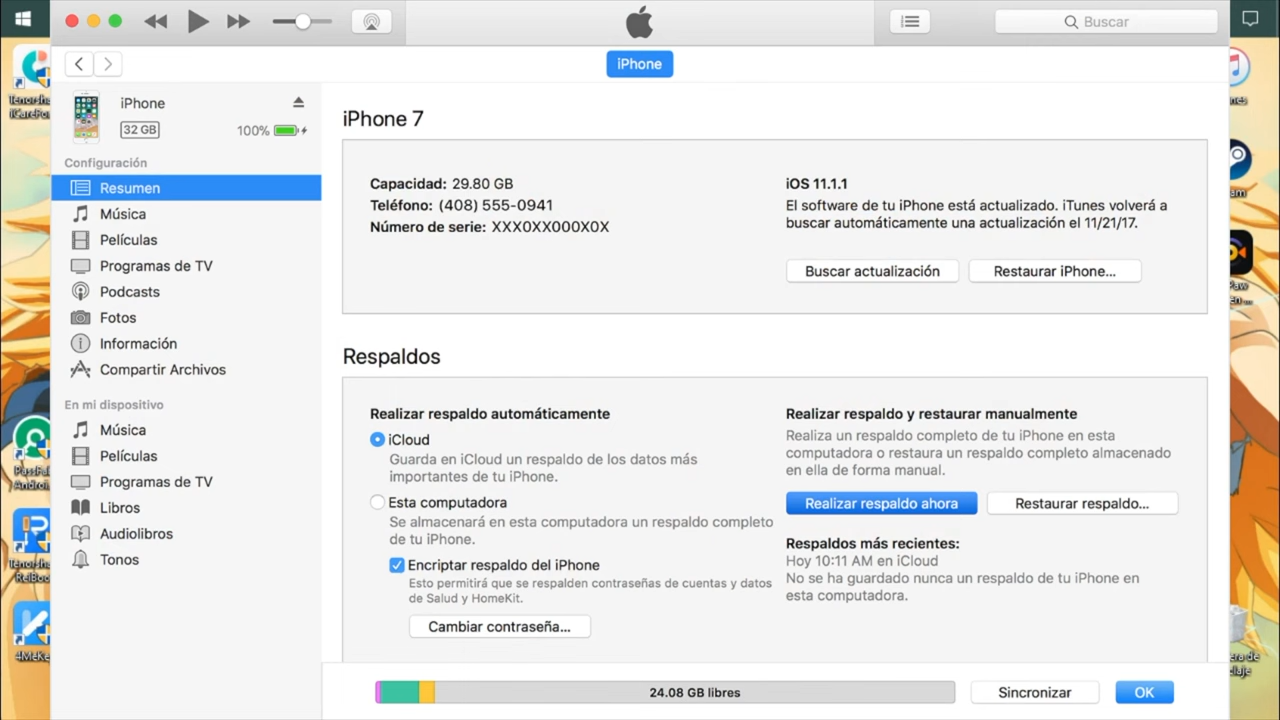 Buscar
iPhone
iPhone
32 GB
100%
Configuración
Resumen
Música
Películas
Programas de TV
Podcasts
Fotos
Información
Compartir Archivos
En mi dispositivo
Música
Películas
Programas de TV
Libros
Audiolibros
Tonos
iPhone 7
Capacidad: 29.80 GB
Teléfono: (408) 555-0941
Número de serie: XXX0XX000X0X
iOS 11.1.1
El software de tu iPhone está actualizado. iTunes volverá a
buscar automáticamente una actualización el 11/21/17.
Buscar actualización
Restaurar iPhone...
Respaldos
Realizar respaldo automáticamente
iCloud
Guarda en iCloud un respaldo de los datos más
importantes de tu iPhone.
Esta computadora
Se almacenará en esta computadora un respaldo completo
de tu iPhone.
Encriptar respaldo del iPhone
Esto permitirá que se respalden contraseñas de cuentas y datos
de Salud y HomeKit.
Cambiar contraseña...
Realizar respaldo y restaurar manualmente
Realiza un respaldo completo de tu iPhone en esta
computadora o restaura un respaldo completo almacenado
en ella de forma manual.
Realizar respaldo ahora
Restaurar respaldo...
Respaldos más recientes:
Hoy 10:11 AM en iCloud
No se ha guardado nunca un respaldo de tu iPhone en
esta computadora.
24.08 GB libres
Sincronizar
OK